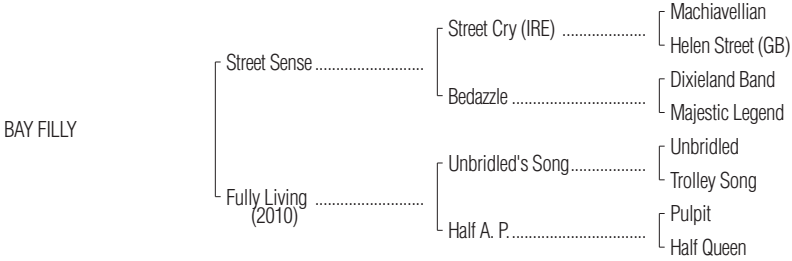 Machiavellian
Street Cry (IRE) ....................
Helen Street (GB)
Street Sense ..........................
Dixieland Band
Bedazzle ................................
Majestic Legend
BAY FILLY
Unbridled
Unbridled's Song..................
Trolley Song
Fully Living ..........................
(2010)
Pulpit
Half A. P. ................................
Half Queen